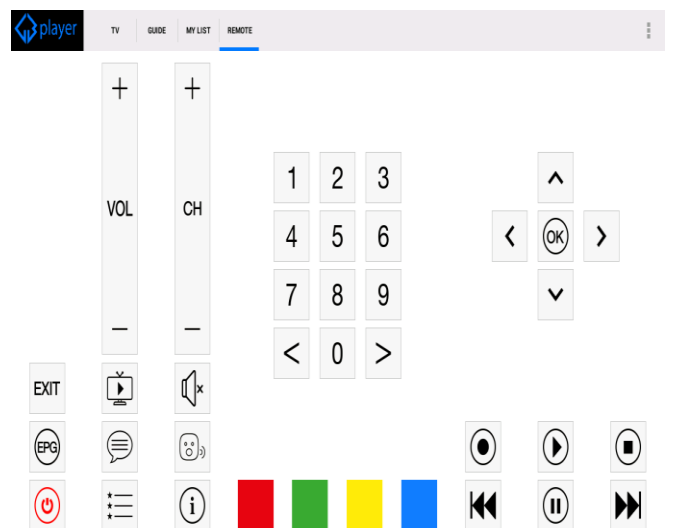 player TV GUIDE MY LIST REMOTE
+ +
1 2 3
VOL CH
4 5 6 < OK >
7 8 9
− −
< 0 >
EXIT
EPG
i